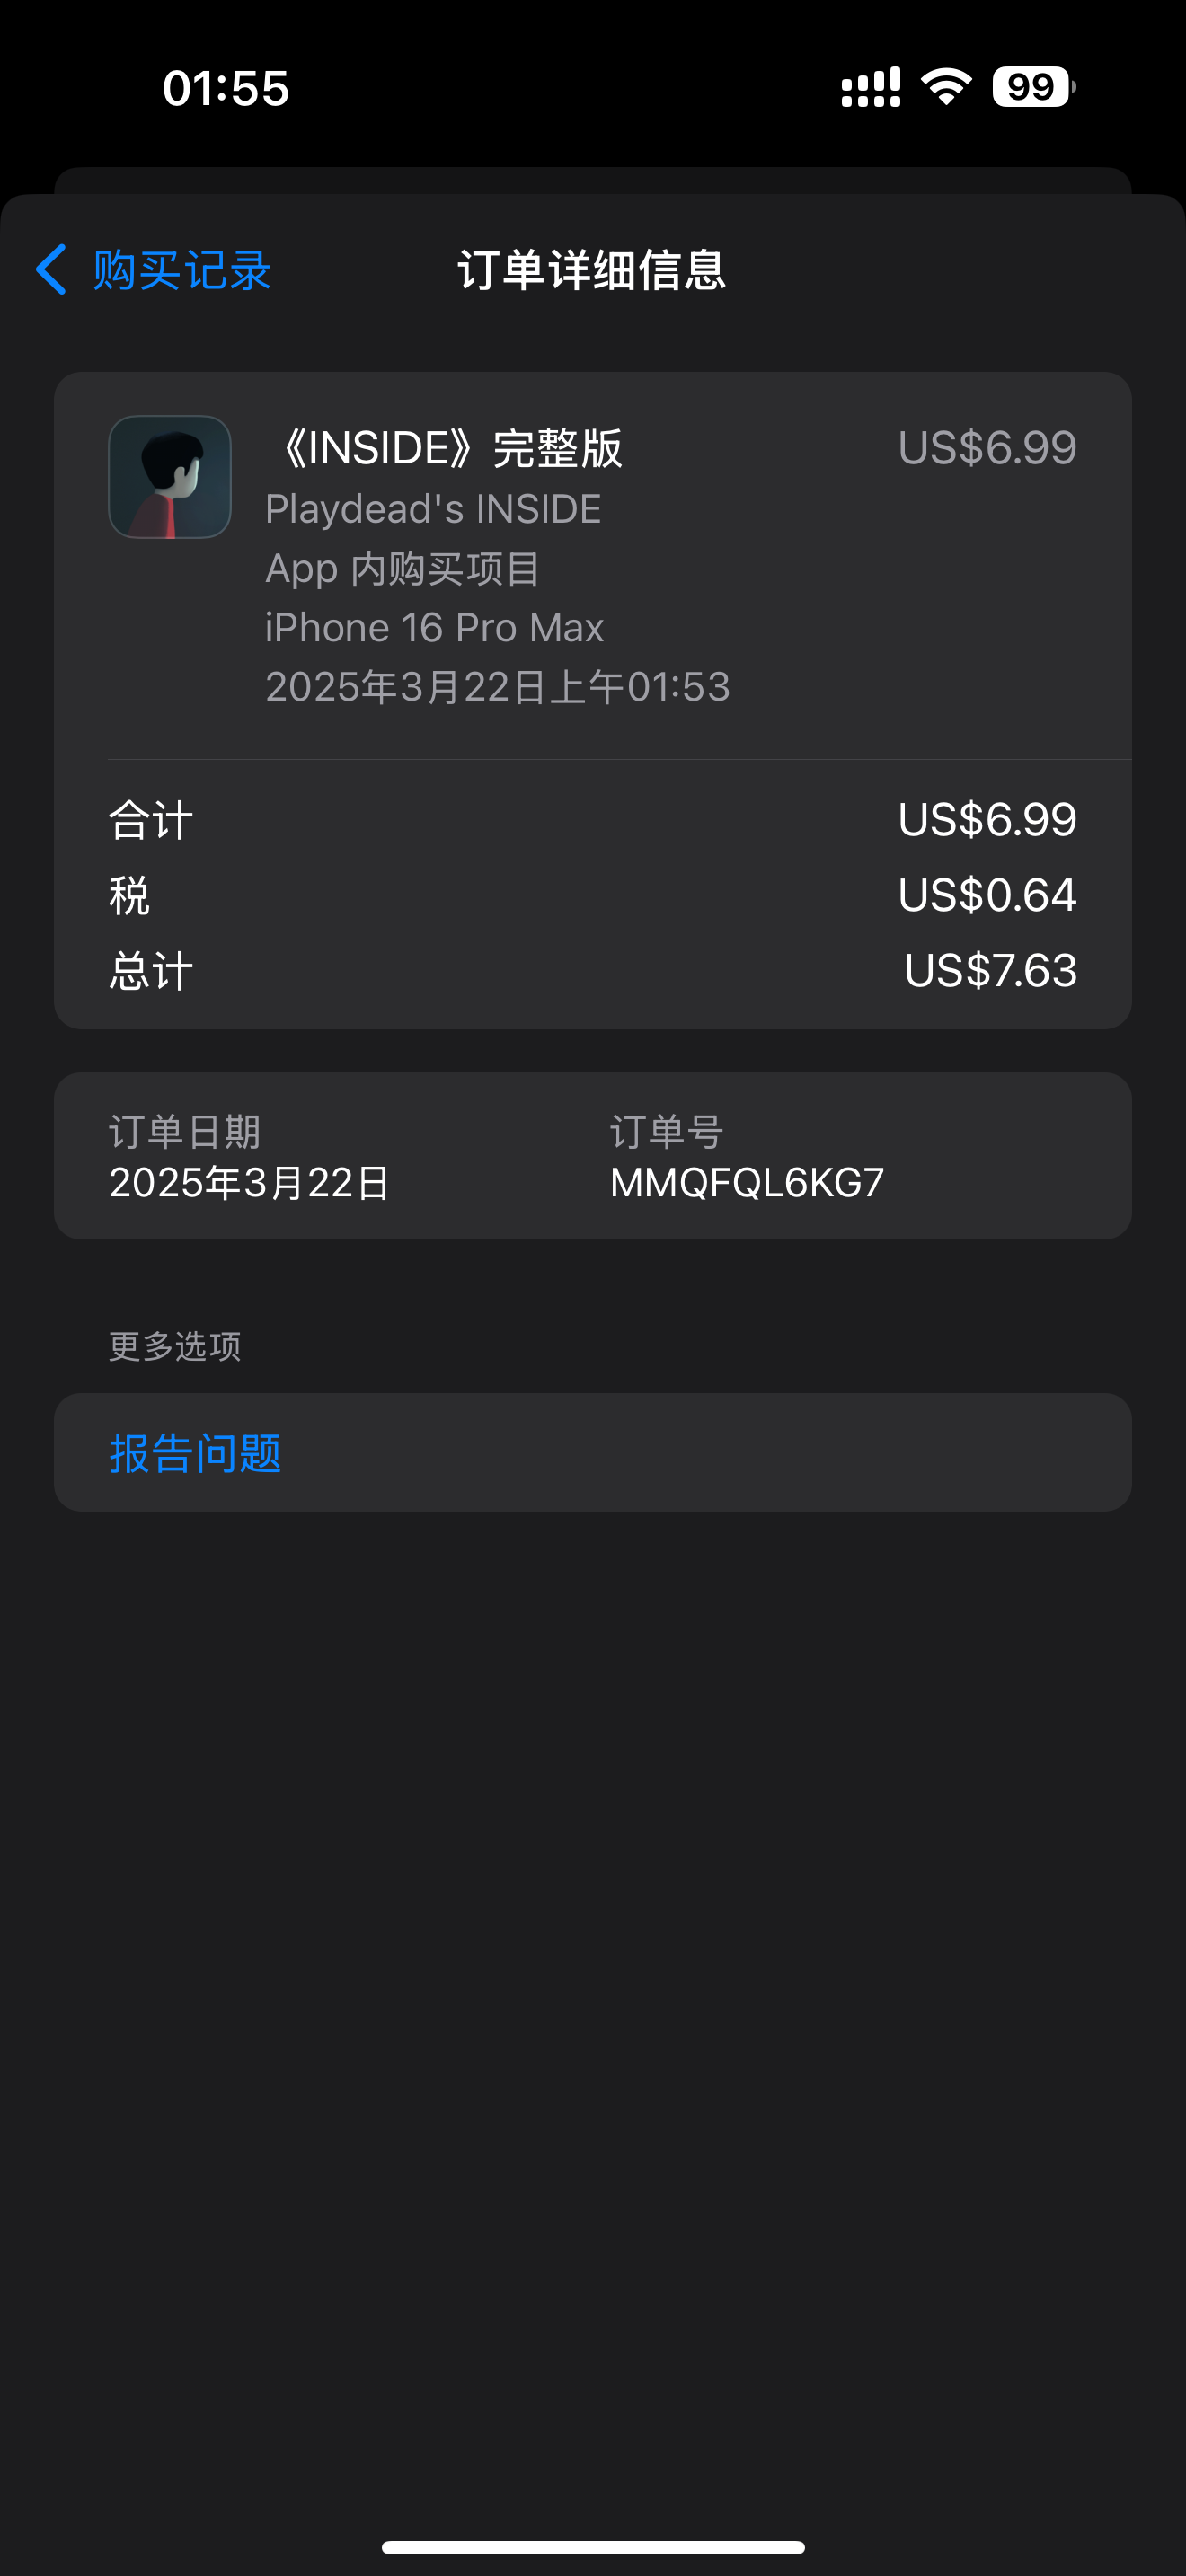 01:55
99
购买记录
订单详细信息
《INSIDE》完整版
US$6.99
Playdead's INSIDE
App 内购买项目
iPhone 16 Pro Max
2025年3月22日上午01:53
合计
US$6.99
税
US$0.64
总计
US$7.63
订单日期
订单号
2025年3月22日
MMQFQL6KG7
更多选项
报告问题